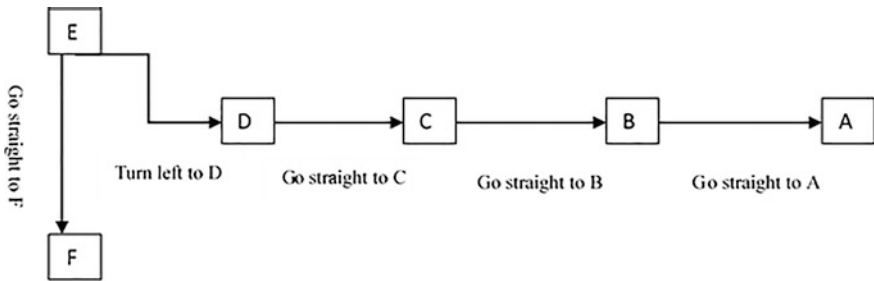 E
D
C
B
A
Go straight to F
Turn left to D
Go straight to C
Go straight to B
Go straight to A
F